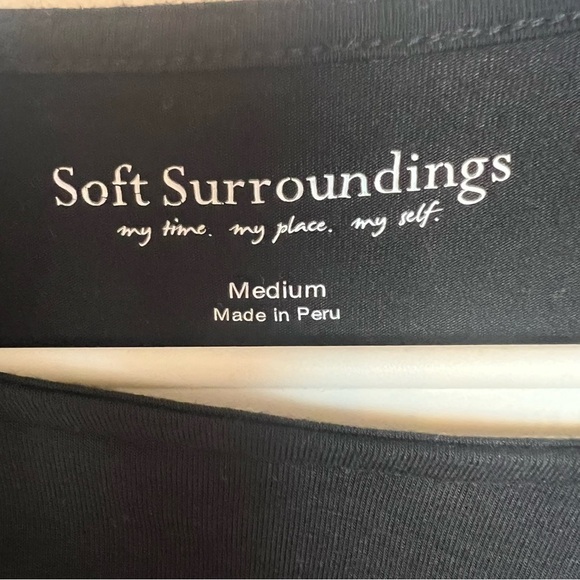 Soft Surroundings
my time. my place. my self.
Medium
Made in Peru